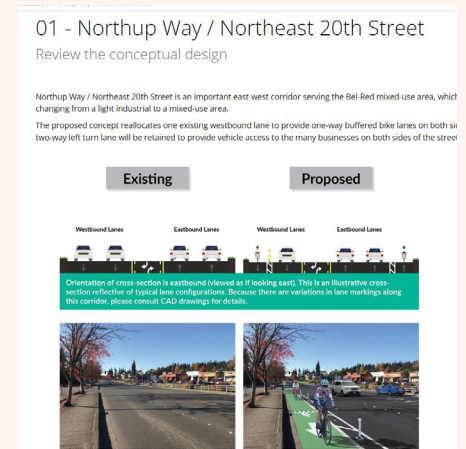 01 - Northup Way / Northeast 20th Street
Review the conceptual design
Northup Way / Northeast 20th Street is an important east-west corridor serving the Bel-Red mixed-use area, which
changing from a light industrial to a mixed-use area.
The proposed concept reallocates one existing westbound lane to provide one-way buffered bike lanes on both si
two-way left turn lane will be retained to provide vehicle access to the many businesses on both sides of the street
Existing
Proposed
Westbound Lanes
Eastbound Lanes
Westbound Lanes
Eastbound Lanes
Orientation of cross-section is eastbound (viewed as if looking east). This is an illustrative cross-
section reflective of typical lane configurations. Because there are variations in lane markings along
this corridor, please consult CAD drawings for details.